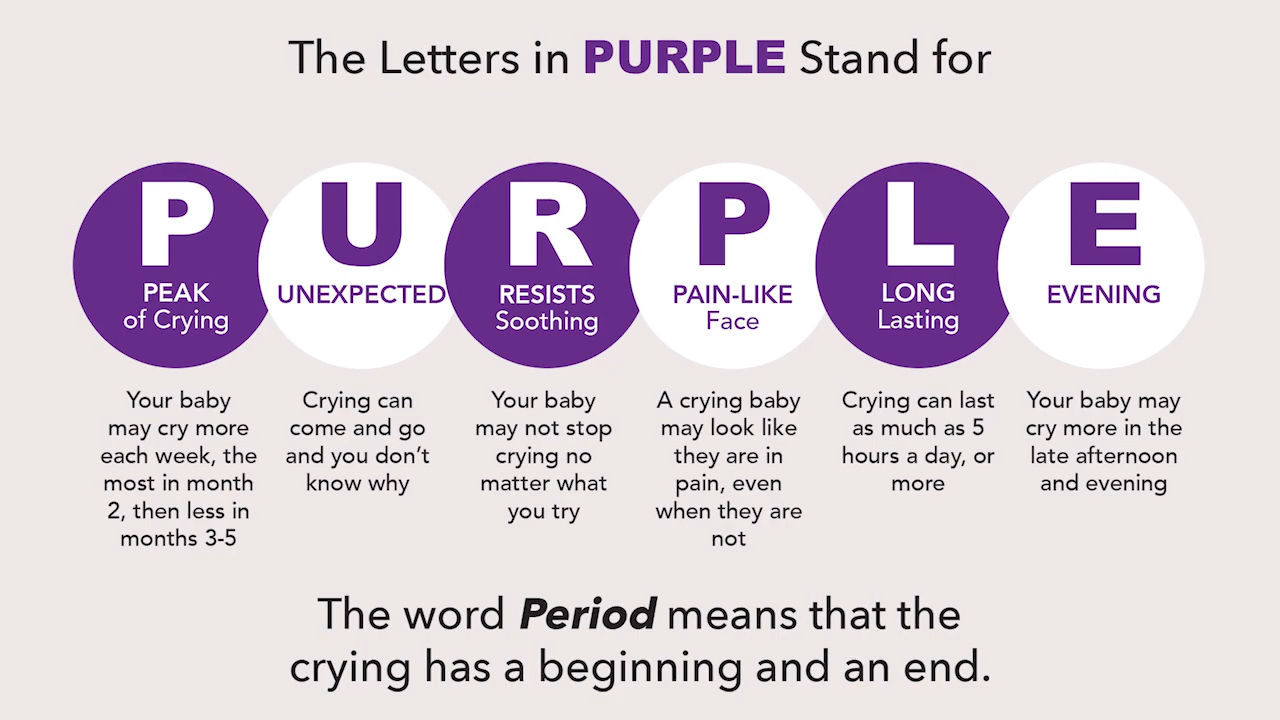 The Letters in PURPLE Stand for
P
PEAK
of Crying
Your baby
may cry more
each week, the
most in month
2, then less in
months 3-5
U
UNEXPECTED
Crying can
come and go
and you don’t
know why
R
RESISTS
Soothing
Your baby
may not stop
crying no
matter what
you try
P
PAIN-LIKE
Face
A crying baby
may look like
they are in
pain, even
when they are
not
L
LONG
Lasting
Crying can last
as much as 5
hours a day, or
more
E
EVENING
Your baby may
cry more in the
late afternoon
and evening
The word Period means that the
crying has a beginning and an end.